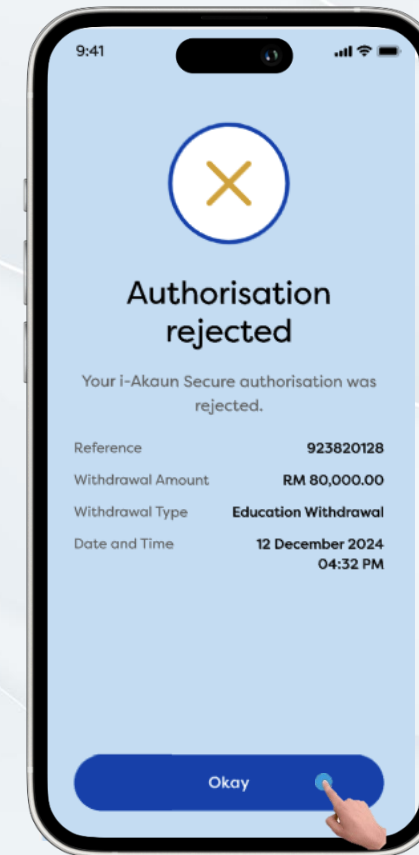 9:41
Authorisation
rejected
Your i-Akaun Secure authorisation was
rejected.
Reference 923820128
Withdrawal Amount RM 80,000.00
Withdrawal Type Education Withdrawal
Date and Time 12 December 2024
04:32 PM
Okay